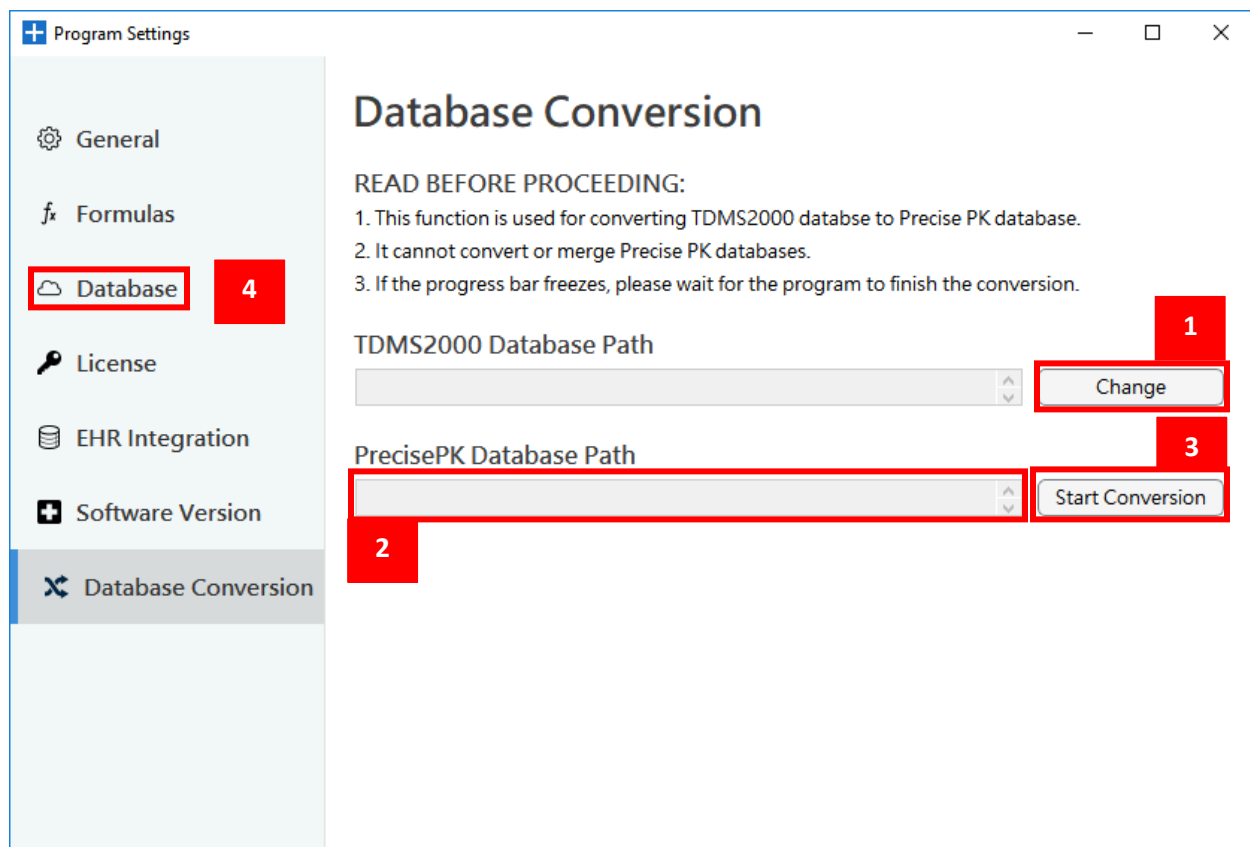 Program Settings
General
Formulas
Database
4
License
EHR Integration
Software Version
Database Conversion
Database Conversion
READ BEFORE PROCEEDING:
1. This function is used for converting TDMS2000 databse to Precise PK database.
2. It cannot convert or merge Precise PK databases.
3. If the progress bar freezes, please wait for the program to finish the conversion.
1
TDMS2000 Database Path
Change
3
PrecisePK Database Path
Start Conversion
2